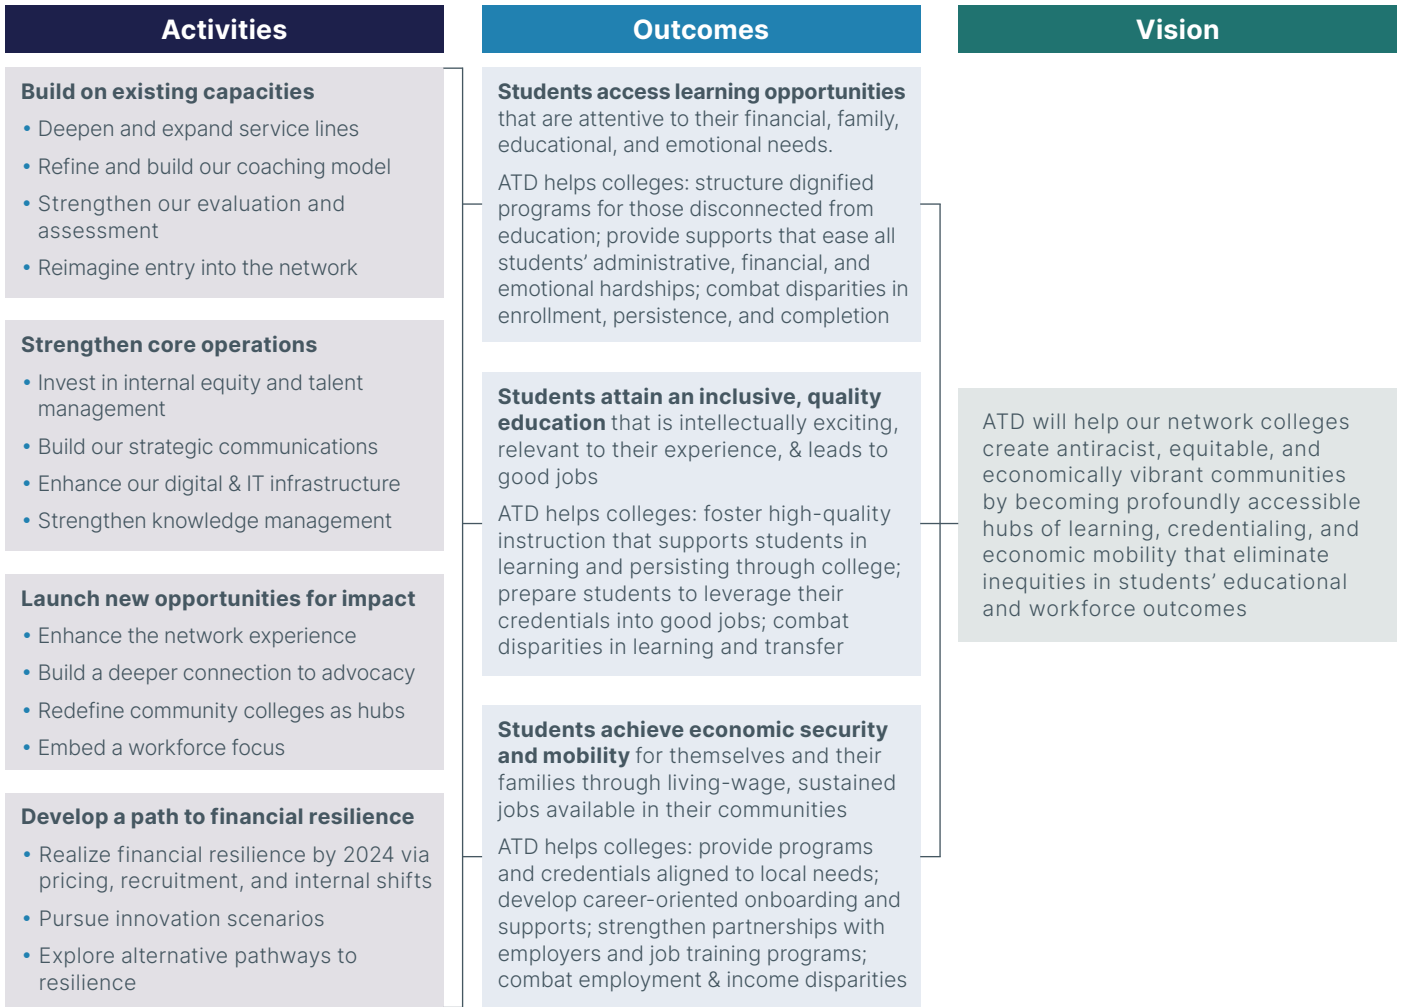 Activities
Build on existing capacities
• Deepen and expand service lines
• Refine and build our coaching model
• Strengthen our evaluation and
assessment
• Reimagine entry into the network
Strengthen core operations
• Invest in internal equity and talent
management
• Build our strategic communications
• Enhance our digital & IT infrastructure
• Strengthen knowledge management
Launch new opportunities for impact
• Enhance the network experience
• Build a deeper connection to advocacy
• Redefine community colleges as hubs
• Embed a workforce focus
Develop a path to financial resilience
• Realize financial resilience by 2024 via
pricing, recruitment, and internal shifts
• Pursue innovation scenarios
• Explore alternative pathways to
resilience
Outcomes
Students access learning opportunities
that are attentive to their financial, family,
educational, and emotional needs.
ATD helps colleges: structure dignified
programs for those disconnected from
education; provide supports that ease all
students’ administrative, financial, and
emotional hardships; combat disparities in
enrollment, persistence, and completion
Students attain an inclusive, quality
education that is intellectually exciting,
relevant to their experience, & leads to
good jobs
ATD helps colleges: foster high-quality
instruction that supports students in
learning and persisting through college;
prepare students to leverage their
credentials into good jobs; combat
disparities in learning and transfer
Students achieve economic security
and mobility for themselves and their
families through living-wage, sustained
jobs available in their communities
ATD helps colleges: provide programs
and credentials aligned to local needs;
develop career-oriented onboarding and
supports; strengthen partnerships with
employers and job training programs;
combat employment & income disparities
Vision
ATD will help our network colleges
create antiracist, equitable, and
economically vibrant communities
by becoming profoundly accessible
hubs of learning, credentialing, and
economic mobility that eliminate
inequities in students’ educational
and workforce outcomes